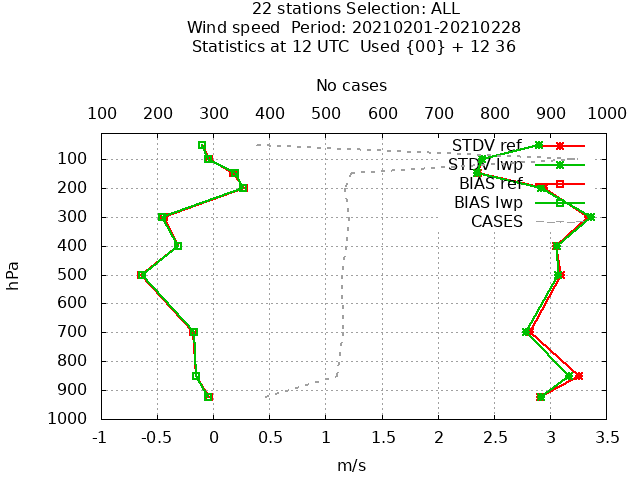 22 stations Selection: ALL
Wind speed  Period: 20210201-20210228
Statistics at 12 UTC  Used {00} + 12 36
No cases
100 200 300 400 500 600 700 800 900 1000
STDV ref
STDV lwp
BIAS ref
BIAS lwp
CASES
hPa
100
200
300
400
500
600
700
800
900
1000
-1 -0.5 0 0.5 1 1.5 2 2.5 3 3.5
m/s